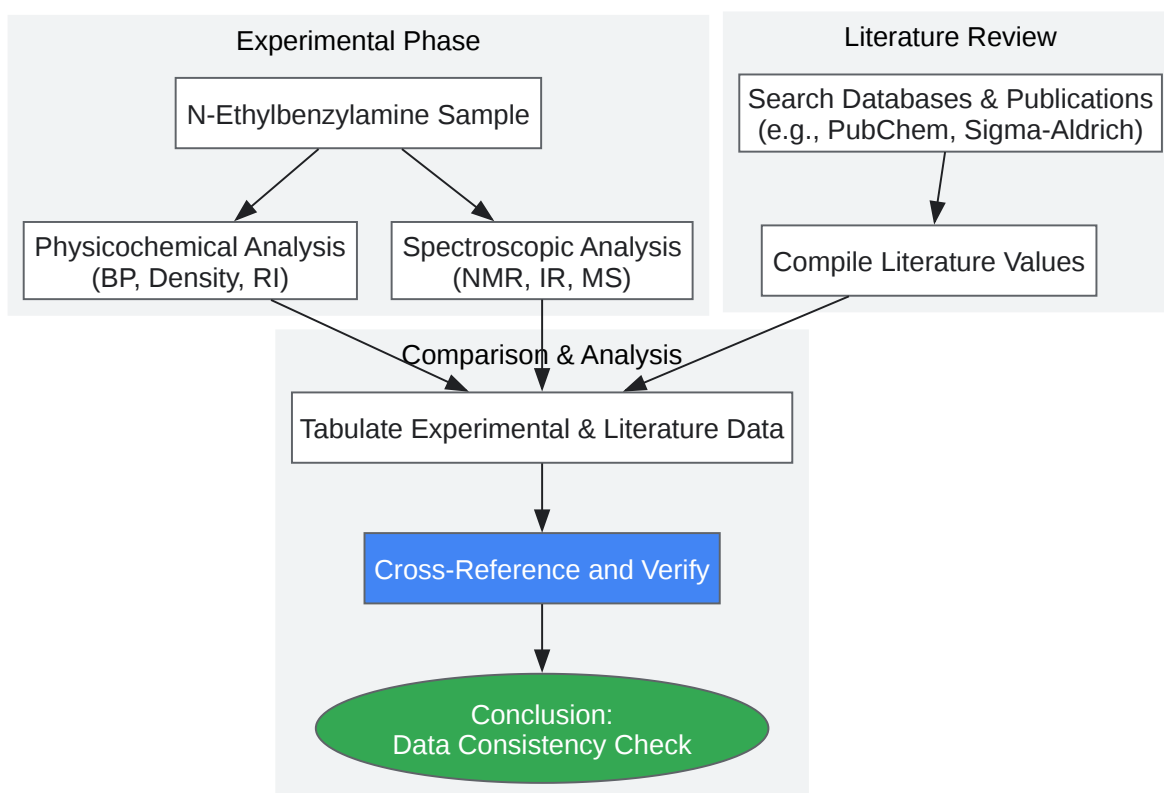 Experimental Phase
N-Ethylbenzylamine Sample
Physicochemical Analysis
(BP, Density, RI)
Spectroscopic Analysis
(NMR, IR, MS)
Literature Review
Search Databases & Publications
(e.g., PubChem, Sigma-Aldrich)
Compile Literature Values
Comparison & Analysis
Tabulate Experimental & Literature Data
Cross-Reference and Verify
Conclusion:
Data Consistency Check